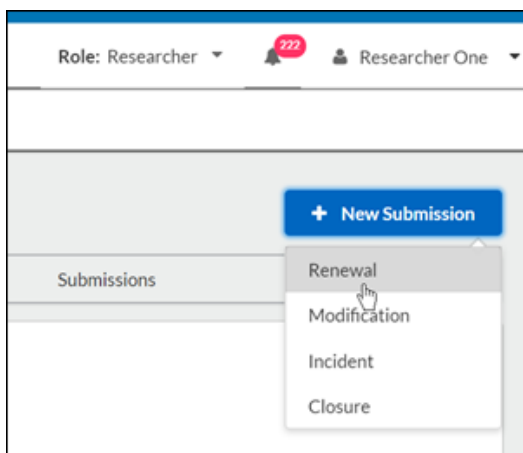 Role: Researcher 222 Researcher One
+ New Submission
Submissions
Renewal
Modification
Incident
Closure